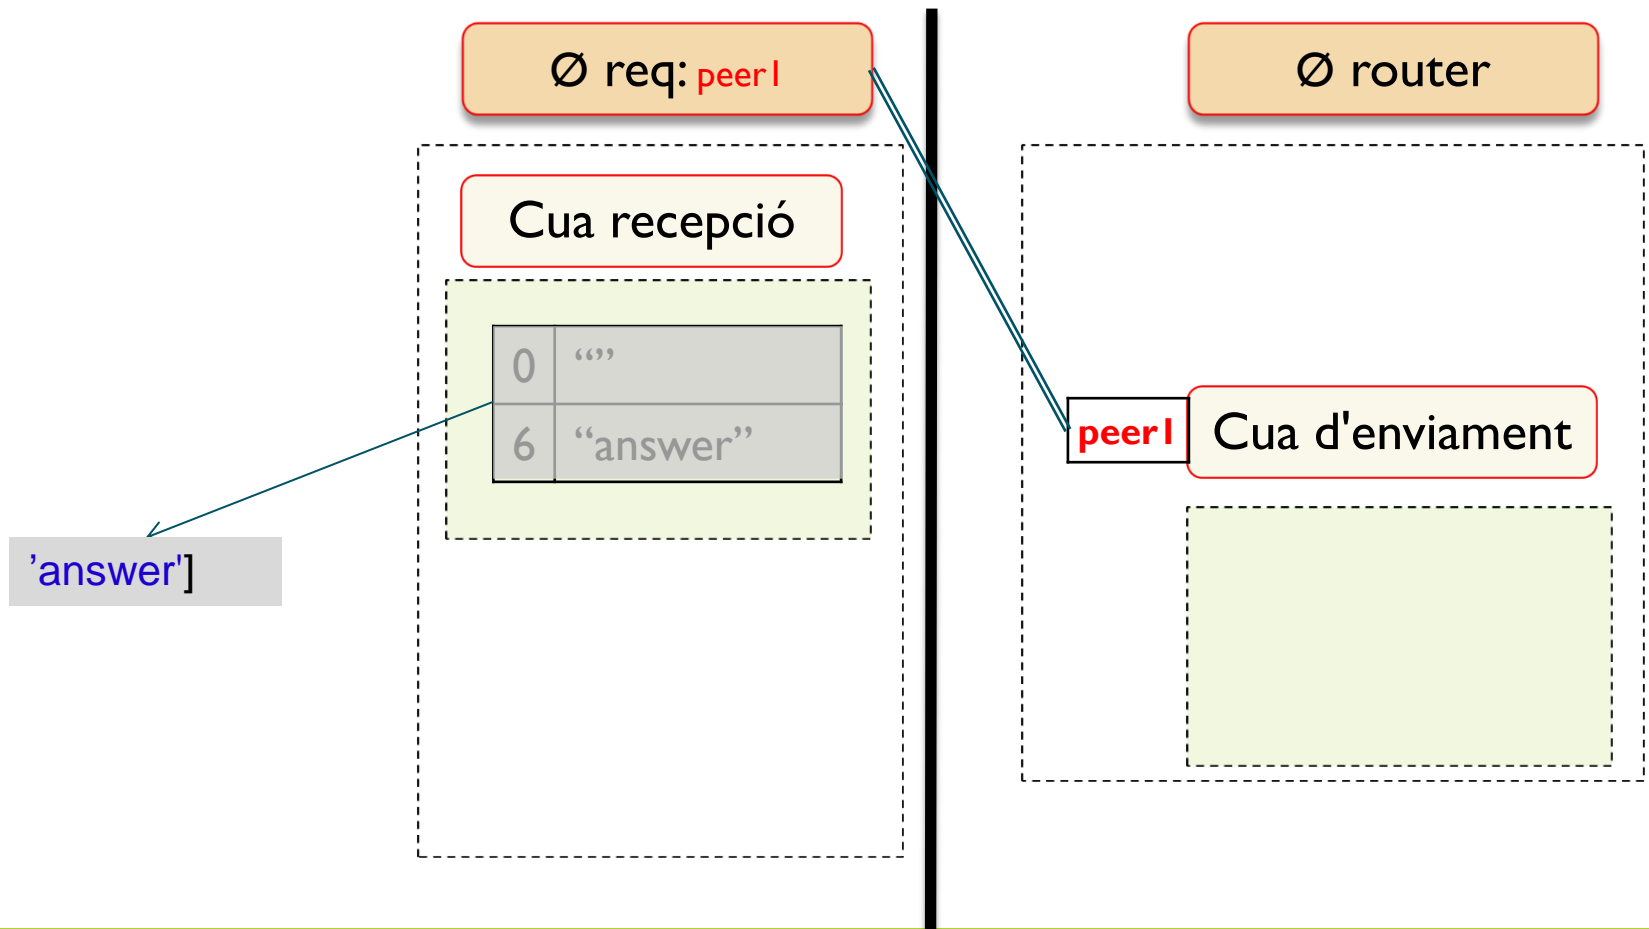 Ø req: peer1
Ø router
Cua recepció
0 “”
6 “answer”
peer1 Cua d'enviament
’answer']